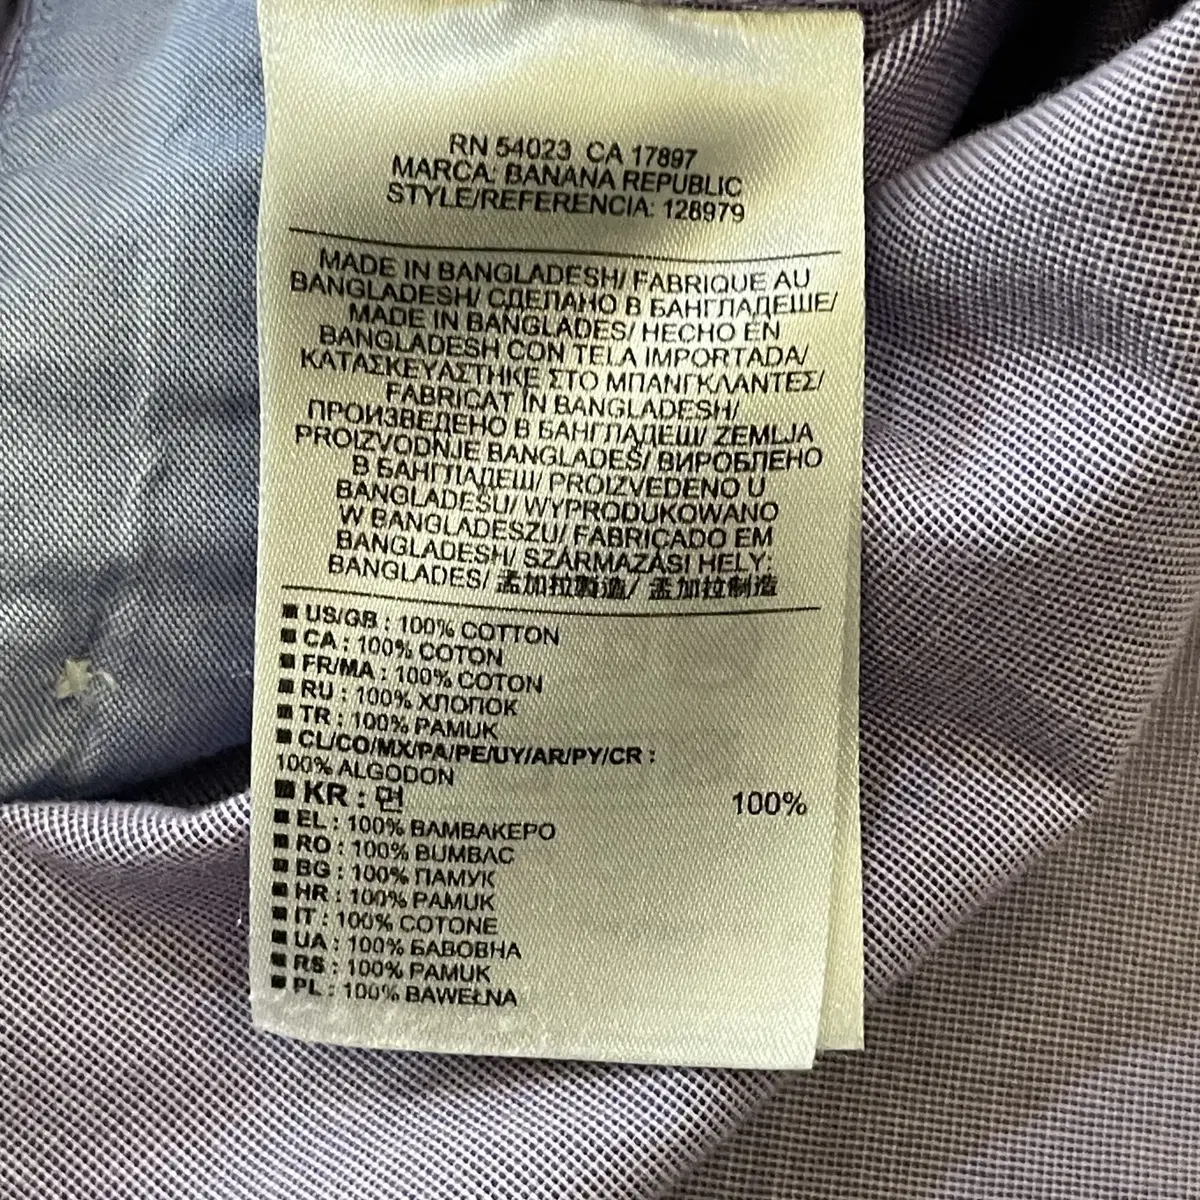 RN 54023 CA 17897
MARCA: BANANA REPUBLIC
STYLE/REFERENCIA: 128979
MADE IN BANGLADESH/ FABRIQUE AU
BANGLADESH/ СДЕЛАНО В БАНГЛАДЕШЕ/
MADE IN BANGLADES/ HECHO EN
BANGLADESH CON TELA IMPORTADA/
ΚΑΤΑΣΚΕΥΑΣΤΗΚΕ ΣΤΟ ΜΠΑΝΓΚΛΑΝΤΕΣ/
FABRICAT ÎN BANGLADESH/
ПРОИЗВЕДЕНО В БАНГЛАДЕШ/ ZEMLJA
PROIZVODNJE BANGLADEŠ/ ВИРОБЛЕНО
В БАНГЛАДЕШ/ PROIZVEDENO U
BANGLADEŠU/ WYPRODUKOWANO
W BANGLADESZU/ FABRICADO EM
BANGLADESH/ SZÁRMAZÁSI HELY:
BANGLADES/ 孟加拉製造/ 孟加拉制造
■ US/GB : 100% COTTON
■ CA : 100% COTON
■ FR/MA : 100% COTON
■ RU : 100% ХЛОПОК
■ TR : 100% PAMUK
■ CL/CO/MX/PA/PE/UY/AR/PY/CR :
100% ALGODON
■ KR : 면 100%
■ EL : 100% ΒΑΜΒΑΚΕΡΟ
■ RO : 100% BUMBAC
■ BG : 100% ПАМУК
■ HR : 100% PAMUK
■ IT : 100% COTONE
■ UA : 100% БАВОВНА
■ RS : 100% PAMUK
■ PL : 100% BAWEŁNA